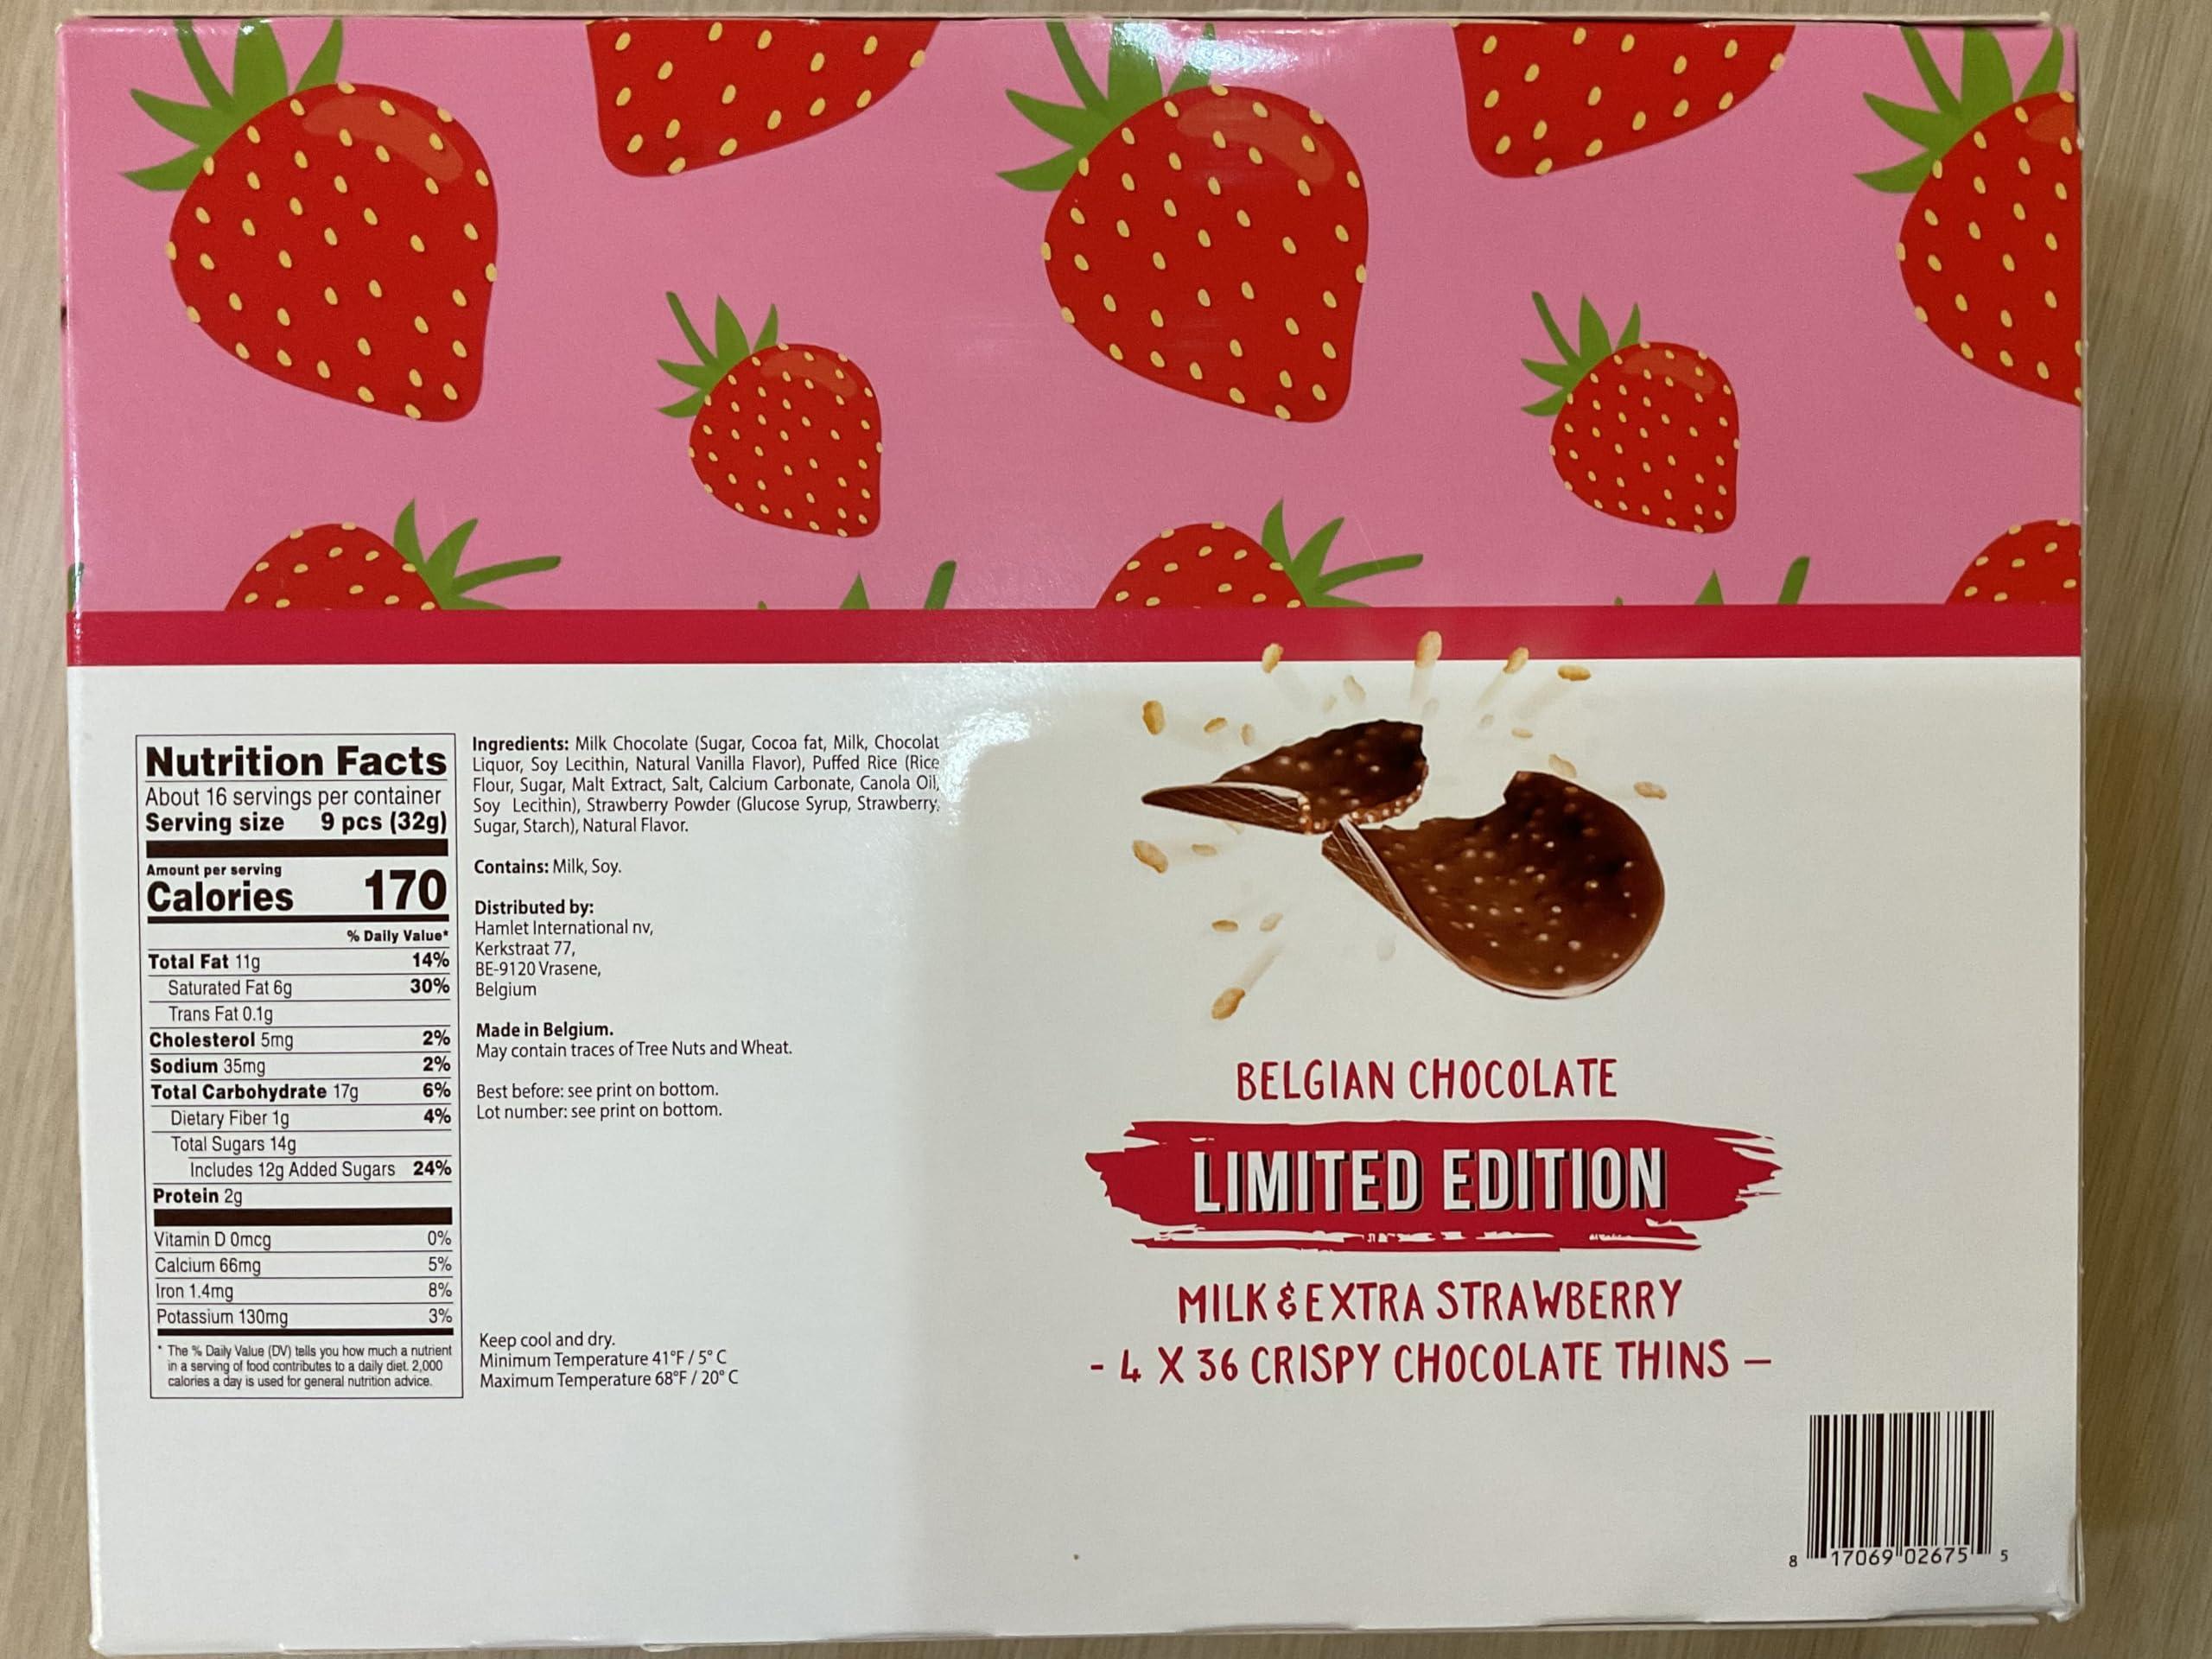 Nutrition Facts
About 16 servings per container
Serving size 9 pcs (32g)
Amount per serving
Calories 170
% Daily Value*
Total Fat 11g 14%
Saturated Fat 6g 30%
Trans Fat 0.1g
Cholesterol 5mg 2%
Sodium 35mg 2%
Total Carbohydrate 17g 6%
Dietary Fiber 1g 4%
Total Sugars 14g
Includes 12g Added Sugars 24%
Protein 2g
Vitamin D 0mcg 0%
Calcium 66mg 5%
Iron 1.4mg 8%
Potassium 130mg 3%
* The % Daily Value (DV) tells you how much a nutrient
in a serving of food contributes to a daily diet. 2,000
calories a day is used for general nutrition advice.
Ingredients: Milk Chocolate (Sugar, Cocoa fat, Milk, Chocolat
Liquor, Soy Lecithin, Natural Vanilla Flavor), Puffed Rice (Rice
Flour, Sugar, Malt Extract, Salt, Calcium Carbonate, Canola Oil,
Soy Lecithin), Strawberry Powder (Glucose Syrup, Strawberry,
Sugar, Starch), Natural Flavor.
Contains: Milk, Soy.
Distributed by:
Hamlet International nv,
Kerkstraat 77,
BE-9120 Vrasene,
Belgium
Made in Belgium.
May contain traces of Tree Nuts and Wheat.
Best before: see print on bottom.
Lot number: see print on bottom.
Keep cool and dry.
Minimum Temperature 41°F / 5° C
Maximum Temperature 68°F / 20° C
BELGIAN CHOCOLATE
LIMITED EDITION
MILK & EXTRA STRAWBERRY
- 4 X 36 CRISPY CHOCOLATE THINS –
8 17069 02675 5